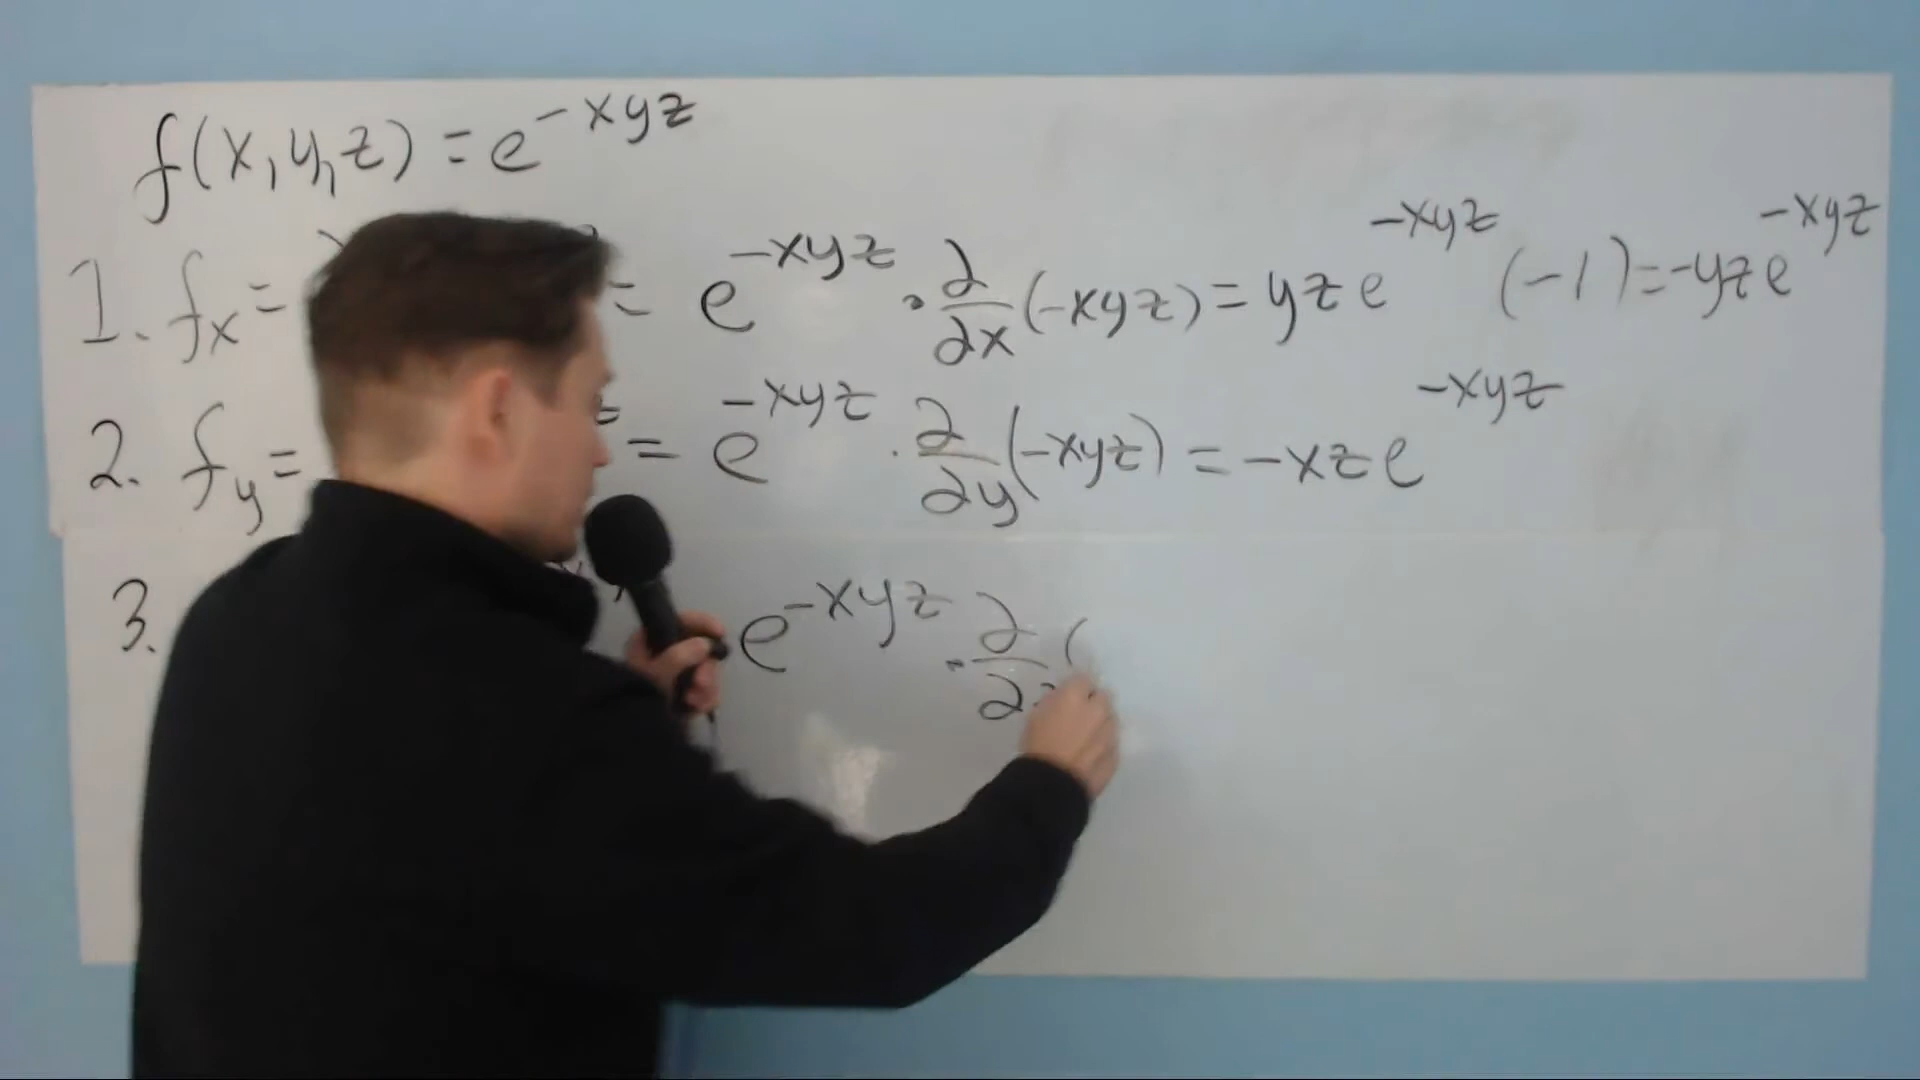 f(x,y,z) = e^{-xyz}
1. f_x = = e^{-xyz} · ∂/∂x (-xyz) = yze^{-xyz} (-1) = -yze^{-xyz}
2. f_y = = e^{-xyz} · ∂/∂y (-xyz) = -xze^{-xyz}
3. e^{-xyz} · ∂/∂z (